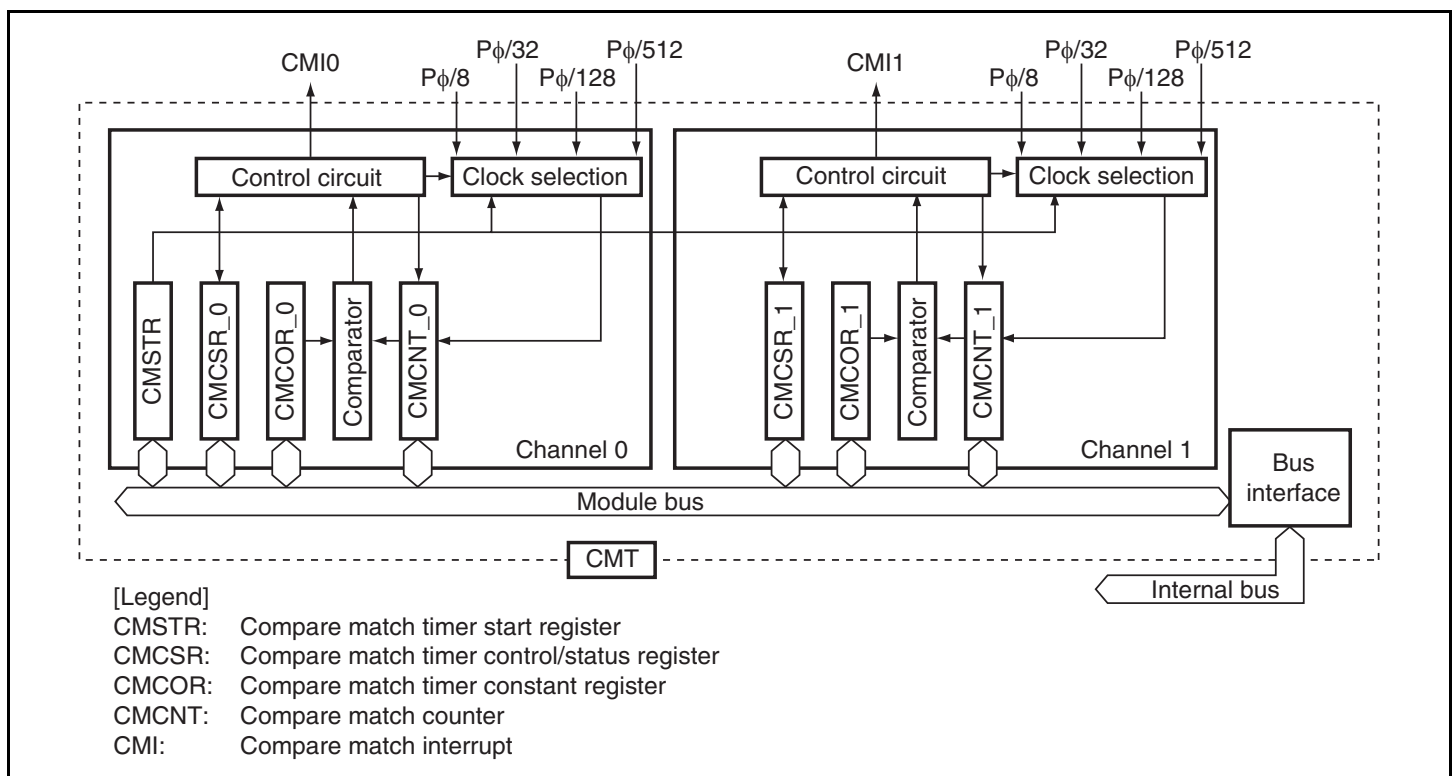 CMI0
Pφ/8
Pφ/32
Pφ/128
Pφ/512
CMI1
Pφ/8
Pφ/32
Pφ/128
Pφ/512
Control circuit
Clock selection
Control circuit
Clock selection
CMSTR
CMCSR_0
CMCOR_0
Comparator
CMCNT_0
Channel 0
CMCSR_1
CMCOR_1
Comparator
CMCNT_1
Channel 1
Bus
interface
Module bus
CMT
Internal bus
[Legend]
CMSTR: Compare match timer start register
CMCSR: Compare match timer control/status register
CMCOR: Compare match timer constant register
CMCNT: Compare match counter
CMI: Compare match interrupt